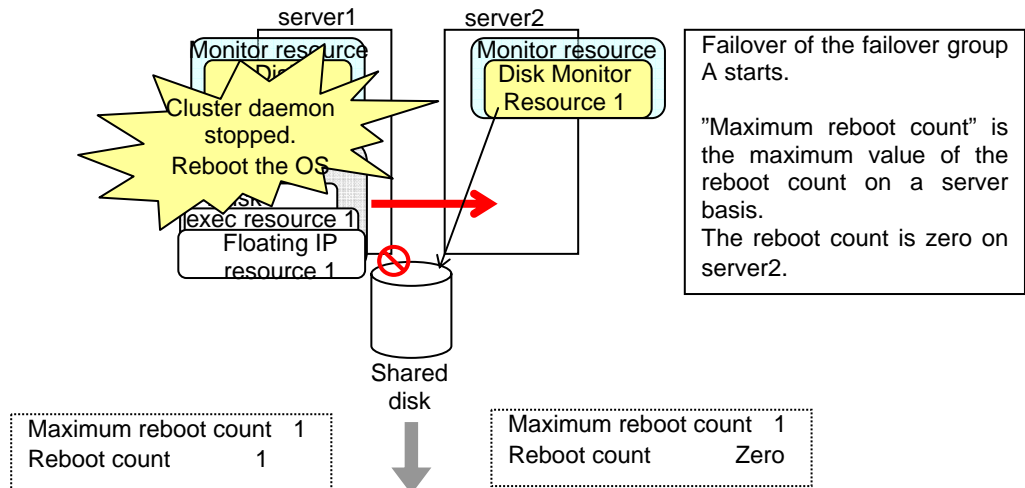 server1
server2
Monitor resource
Cluster daemon
stopped.
Reboot the OS
exec resource 1
Floating IP
resource 1
Monitor resource
Disk Monitor
Resource 1
Failover of the failover group
A starts.
”Maximum reboot count” is
the maximum value of the
reboot count on a server
basis.
The reboot count is zero on
server2.
Shared
disk
Maximum reboot count 1
Reboot count 1
Maximum reboot count 1
Reboot count Zero